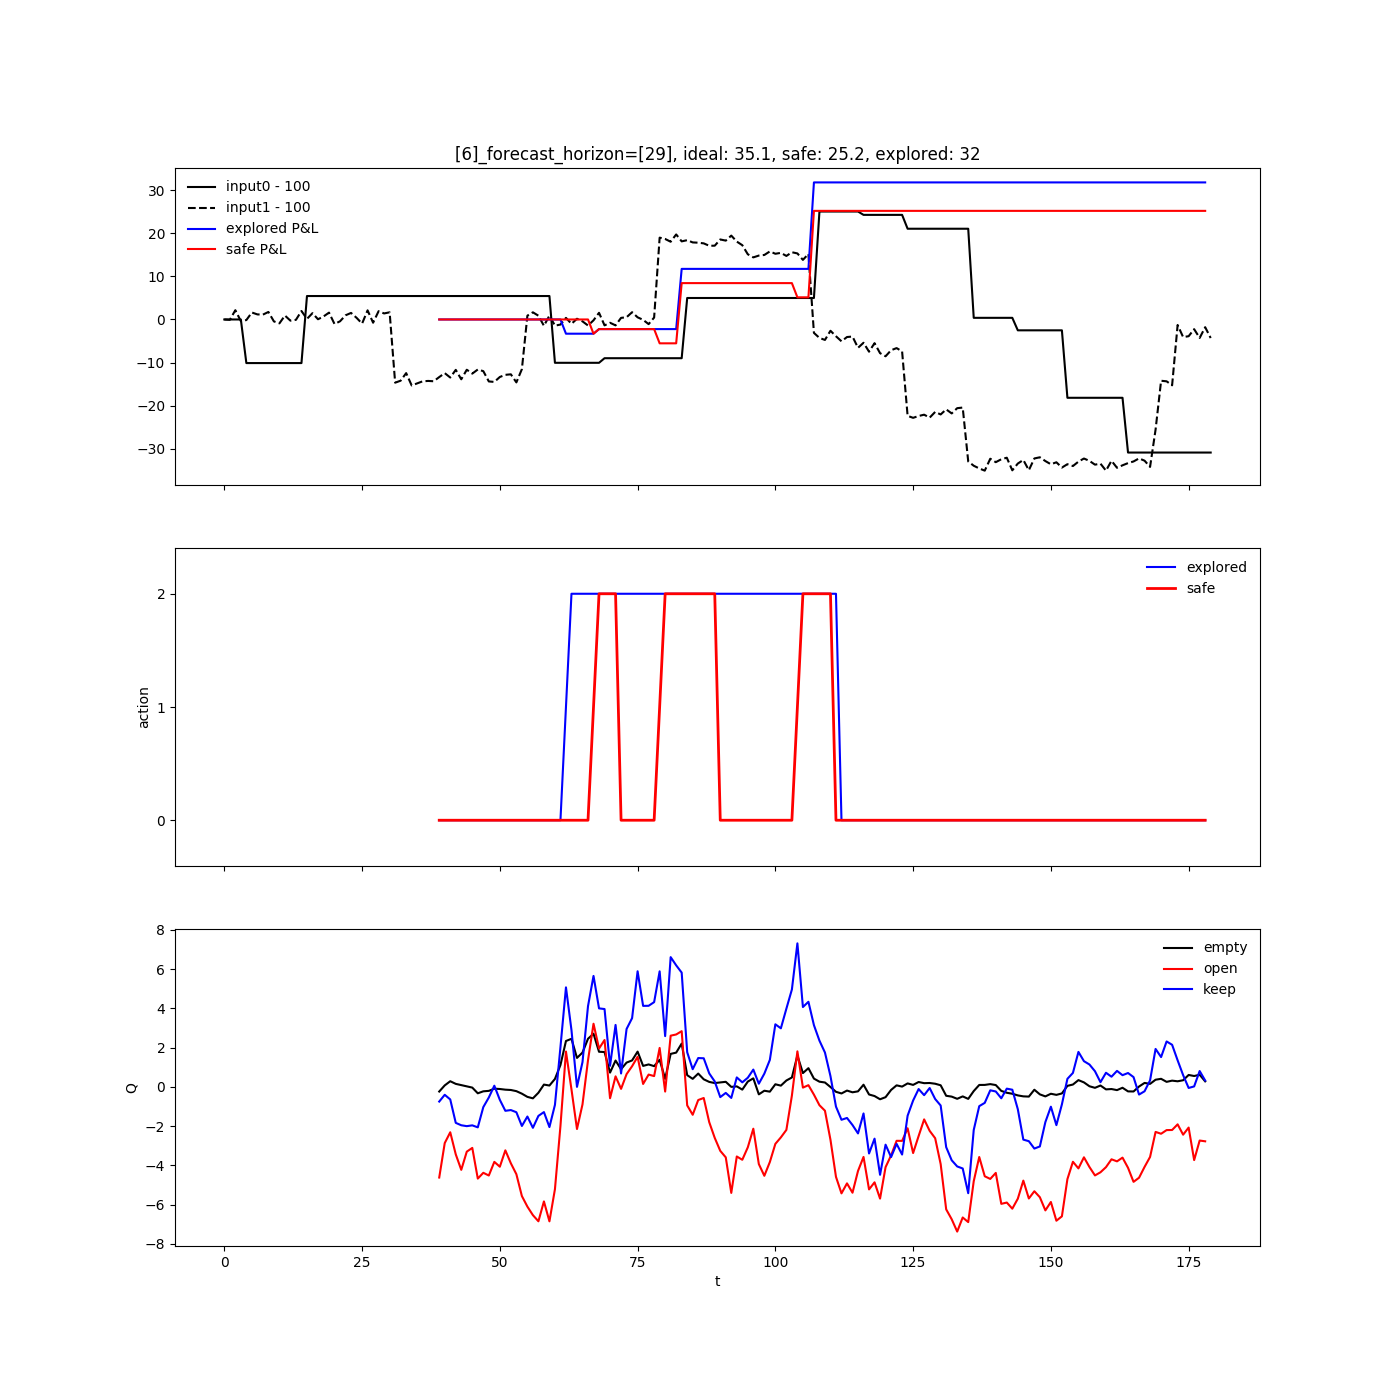 [6]_forecast_horizon=[29], ideal: 35.1, safe: 25.2, explored: 32
30
20
10
0
−10
−20
−30
input0 - 100
input1 - 100
explored P&L
safe P&L
action
2
1
0
explored
safe
Q
8
6
4
2
0
−2
−4
−6
−8
empty
open
keep
0 25 50 75 100 125 150 175
t